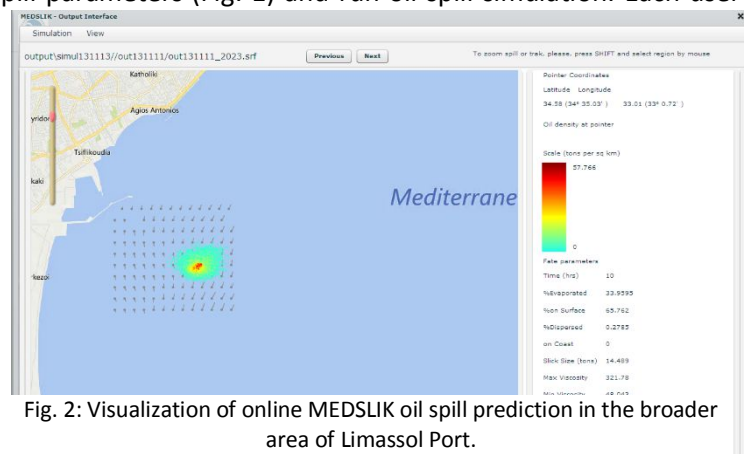 spill parameters (Fig. 1) and run oil spill simulation. Each user
MEDSLIK - Output Interface
Simulation View
output\simul131113//out131111/out131111_2023.srf Previous Next To zoom spill or trak, please, press SHIFT and select region by mouse
Katholiki
Agios Antonios
Tsiflikoudia
Mediterrane
Pointer Coordinates
Latitude Longitude
34.58 (34° 35.03' ) 33.01 (33° 0.72' )
Oil density at pointer
Scale (tons per sq km)
57.766
0
Fate parameters
Time (hrs) 10
%Evaporated 33.9595
%on Surface 65.762
%Dispersed 0.2785
on Coast 0
Slick Size (tons) 14.489
Max Viscosity 321.78
Min Viscosity 48.043
Fig. 2: Visualization of online MEDSLIK oil spill prediction in the broader
area of Limassol Port.